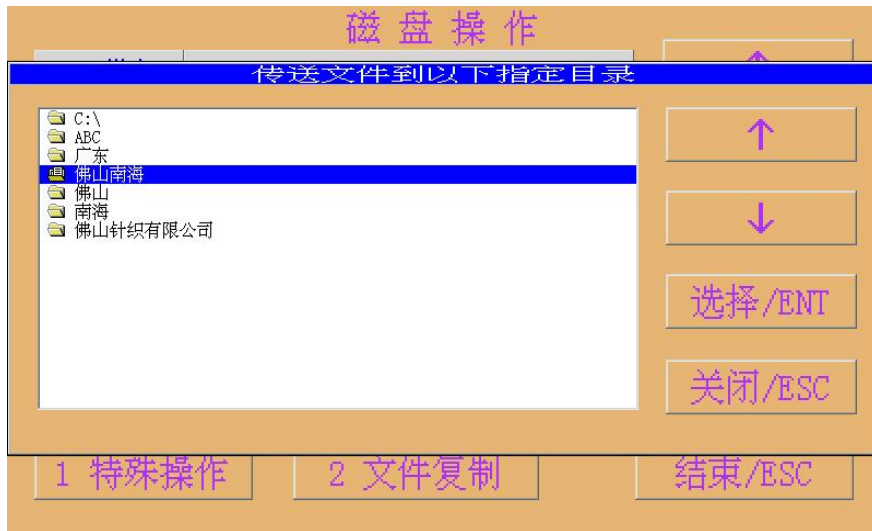 磁盘操作
传送文件到以下指定目录
C:\
ABC
广东
佛山南海
佛山
南海
佛山针织有限公司
↑
↓
选择/ENT
关闭/ESC
1 特殊操作
2 文件复制
结束/ESC